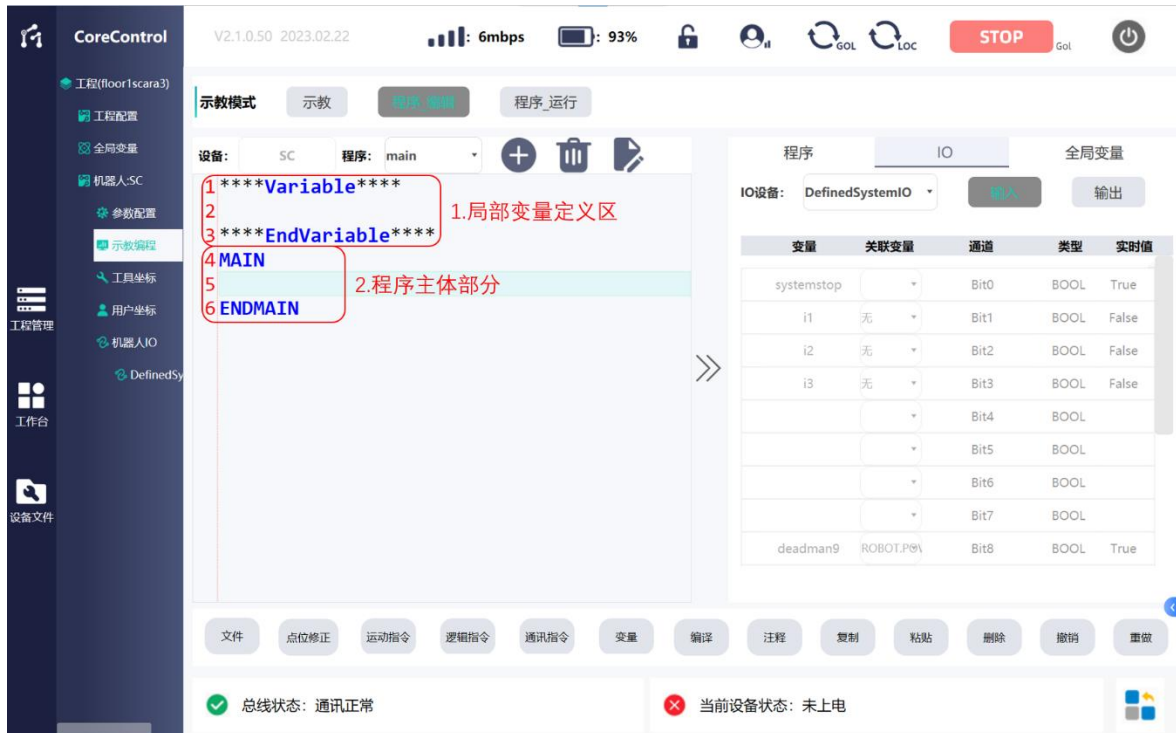 CoreControl
V2.1.0.50 2023.02.22
: 6mbps
: 93%
GOL
LOC
STOP
Gol
工程(floor1scara3)
工程配置
全局变量
机器人:SC
参数配置
示教编程
工具坐标
用户坐标
机器人IO
DefinedSy
工程管理
工作台
设备文件
示教模式
示教
程序_编辑
程序_运行
设备: SC 程序: main
1 ****Variable****
2
3 ****EndVariable****
4 MAIN
5
6 ENDMAIN
1.局部变量定义区
2.程序主体部分
程序 IO 全局变量
IO设备: DefinedSystemIO 输入 输出
变量 关联变量 通道 类型 实时值
systemstop Bit0 BOOL True
i1 无 Bit1 BOOL False
i2 无 Bit2 BOOL False
i3 无 Bit3 BOOL False
Bit4 BOOL
Bit5 BOOL
Bit6 BOOL
Bit7 BOOL
deadman9 Bit8 BOOL True
文件 点位修正 运动指令 逻辑指令 通讯指令 变量 编译 注释 复制 粘贴 删除 撤销 重做
总线状态: 通讯正常
当前设备状态: 未上电